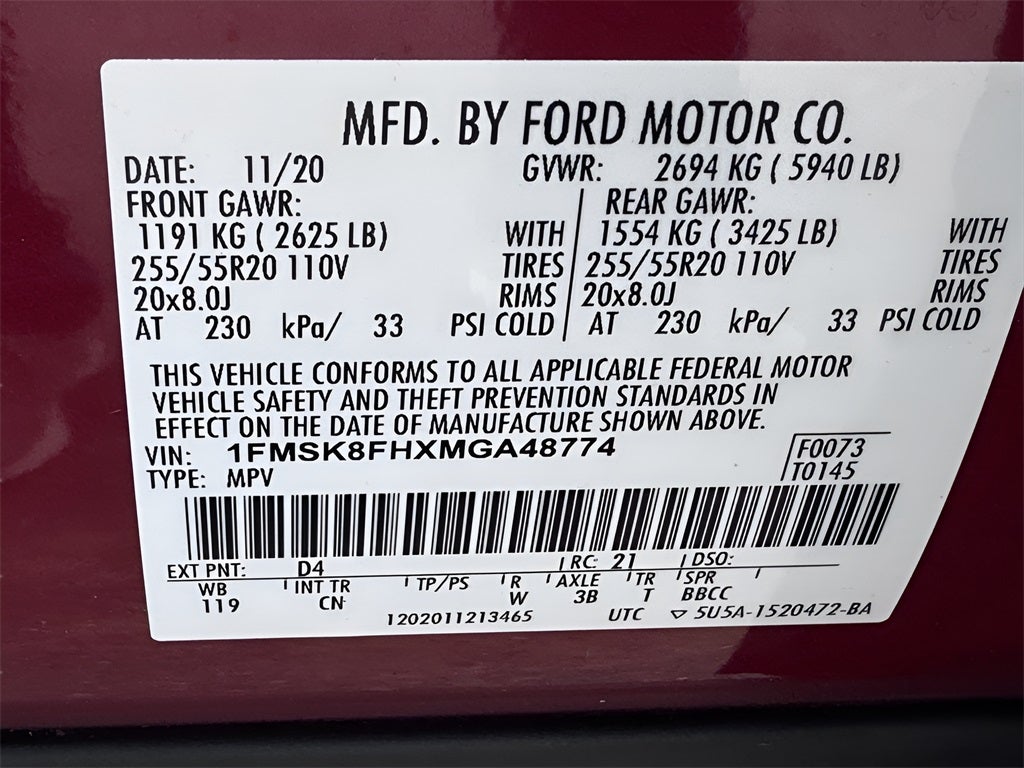 MFD. BY FORD MOTOR CO.
DATE: 11/20 GVWR: 2694 KG ( 5940 LB)
FRONT GAWR: REAR GAWR:
1191 KG ( 2625 LB) WITH 1554 KG ( 3425 LB) WITH
255/55R20 110V TIRES 255/55R20 110V TIRES
20x8.0J RIMS 20x8.0J RIMS
AT 230 kPa/ 33 PSI COLD AT 230 kPa/ 33 PSI COLD
THIS VEHICLE CONFORMS TO ALL APPLICABLE FEDERAL MOTOR
VEHICLE SAFETY AND THEFT PREVENTION STANDARDS IN
EFFECT ON THE DATE OF MANUFACTURE SHOWN ABOVE.
VIN: 1FMSK8FHXMGA48774 F0073
TYPE: MPV T0145
EXT PNT: D4 RC: 21 DSO:
WB INT TR TP/PS R AXLE TR SPR
119 CN W 3B T BBCC
1202011213465 UTC ▽ 5U5A-1520472-BA